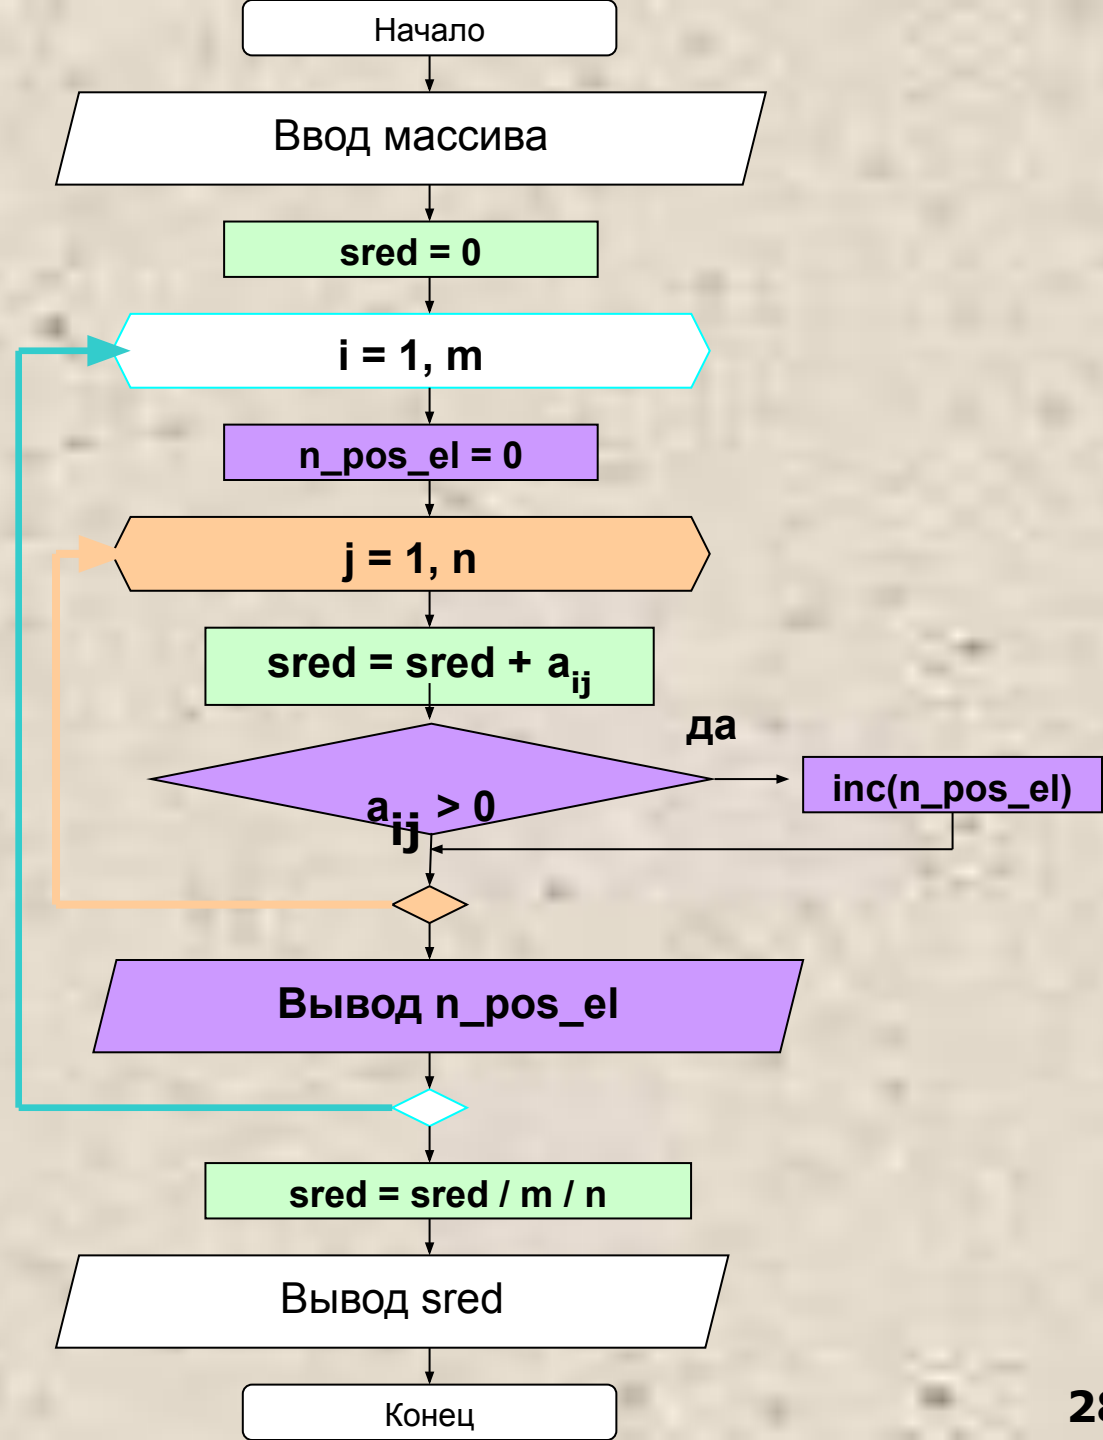 Начало
Ввод массива
sred = 0
i = 1, m
n_pos_el = 0
j = 1, n
sred = sred + aij
да
aij > 0
inc(n_pos_el)
Вывод n_pos_el
sred = sred / m / n
Вывод sred
Конец
28